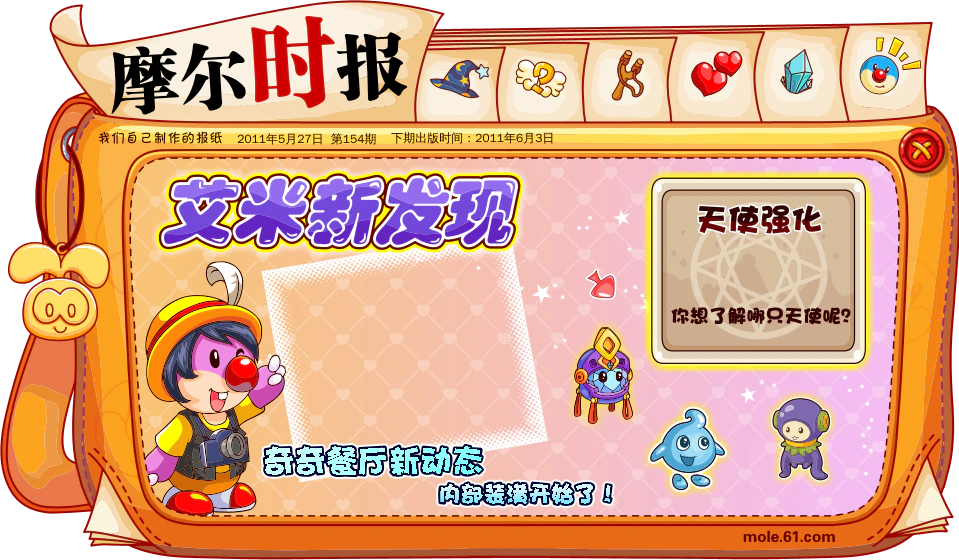 摩尔时报
我们自己制作的报纸 2011年5月27日 第154期 下期出版时间：2011年6月3日
艾米新发现
天使强化
你想了解哪只天使呢?
奇奇餐厅新动态
内部装潢开始了！
mole.61.com